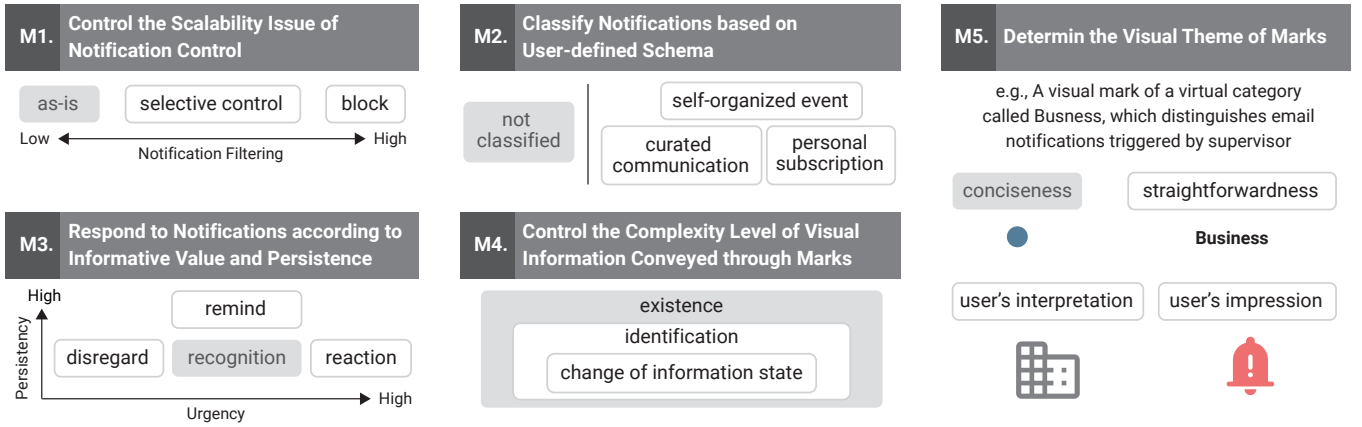 M1. Control the Scalability Issue of
Notification Control
as-is
selective control
block
Low
High
Notification Filtering
M2. Classify Notifications based on
User-defined Schema
not
classified
self-organized event
curated
communication
personal
subscription
M3. Respond to Notifications according to
Informative Value and Persistence
High
Persistency
remind
disregard
recognition
reaction
High
Urgency
M4. Control the Complexity Level of Visual
Information Conveyed through Marks
existence
identification
change of information state
M5. Determin the Visual Theme of Marks
e.g., A visual mark of a virtual category
called Busness, which distinguishes email
notifications triggered by supervisor
conciseness
straightforwardness
Business
user's interpretation
user's impression